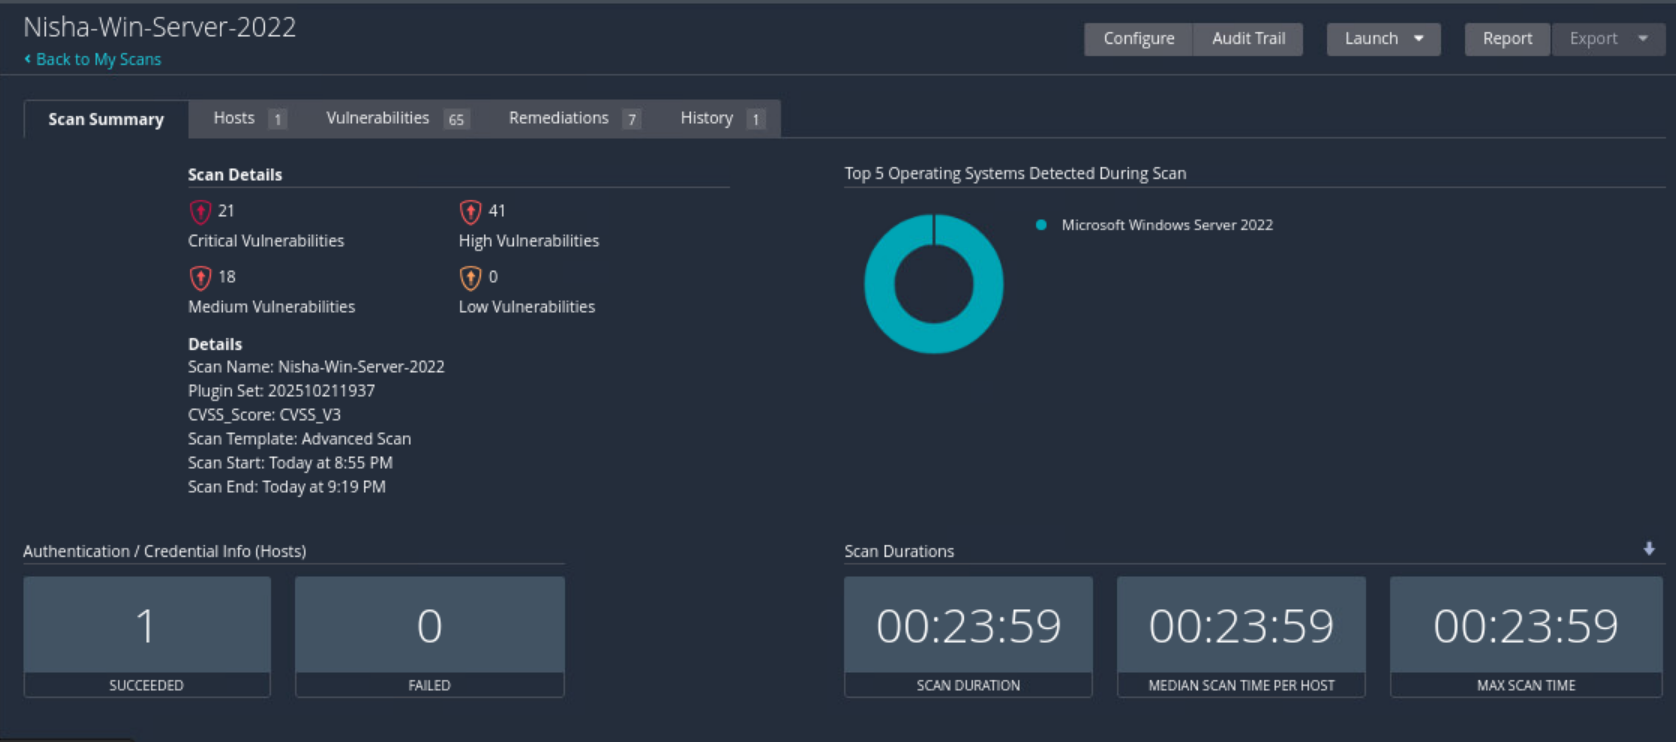 Nisha-Win-Server-2022
Back to My Scans
Configure Audit Trail Launch Report Export
Scan Summary Hosts 1 Vulnerabilities 65 Remediations 7 History 1
Scan Details
21
Critical Vulnerabilities
41
High Vulnerabilities
18
Medium Vulnerabilities
0
Low Vulnerabilities
Details
Scan Name: Nisha-Win-Server-2022
Plugin Set: 202510211937
CVSS_Score: CVSS_V3
Scan Template: Advanced Scan
Scan Start: Today at 8:55 PM
Scan End: Today at 9:19 PM
Top 5 Operating Systems Detected During Scan
Microsoft Windows Server 2022
Authentication / Credential Info (Hosts)
1
SUCCEEDED
0
FAILED
Scan Durations
00:23:59
SCAN DURATION
00:23:59
MEDIAN SCAN TIME PER HOST
00:23:59
MAX SCAN TIME